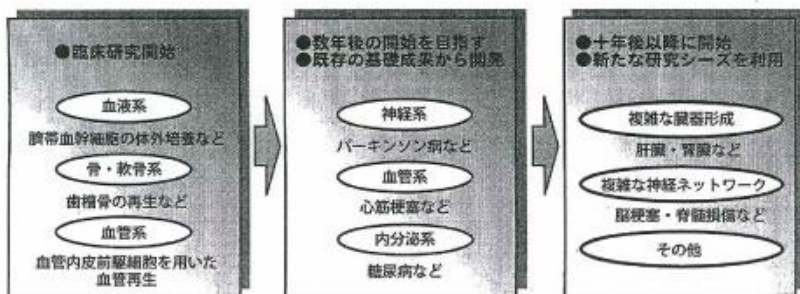 ●臨床研究開始
血液系
臍帯血幹細胞の体外培養など
骨・軟骨系
歯槽骨の再生など
血管系
血管内皮前駆細胞を用いた
血管再生
●数年後の開始を目指す
●既存の基礎成果から開発
神経系
パーキンソン病など
血管系
心筋梗塞など
内分泌系
糖尿病など
●十年後以降に開始
●新たな研究シーズを利用
複雑な臓器形成
肝臓・腎臓など
複雑な神経ネットワーク
脳梗塞・脊髄損傷など
その他